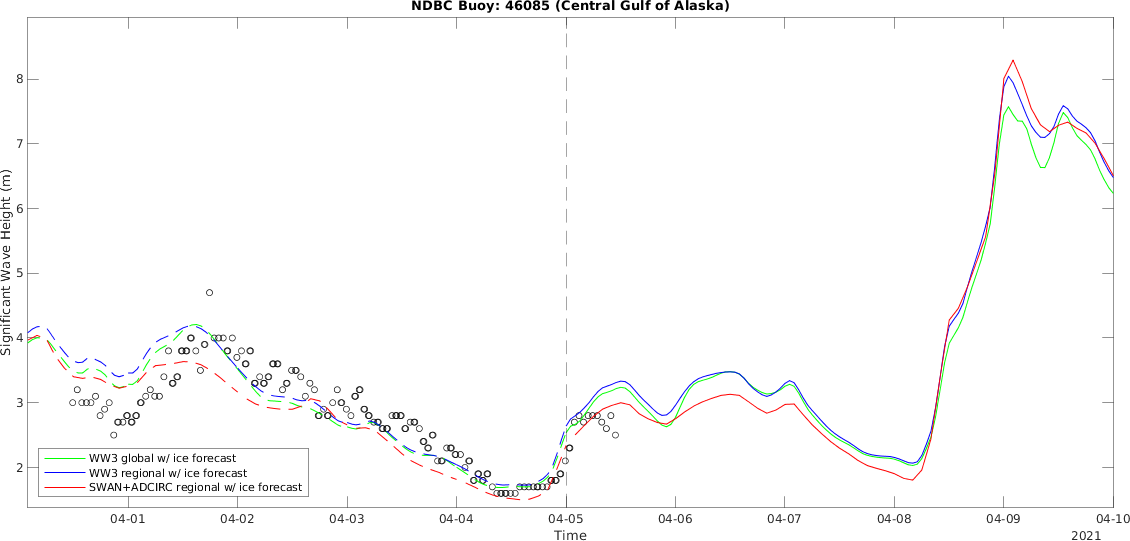 NDBC Buoy: 46085 (Central Gulf of Alaska)
Significant Wave Height (m)
8
7
6
5
4
3
2
WW3 global w/ ice forecast
WW3 regional w/ ice forecast
SWAN+ADCIRC regional w/ ice forecast
04-01 04-02 04-03 04-04 04-05 04-06 04-07 04-08 04-09 04-10
Time
2021